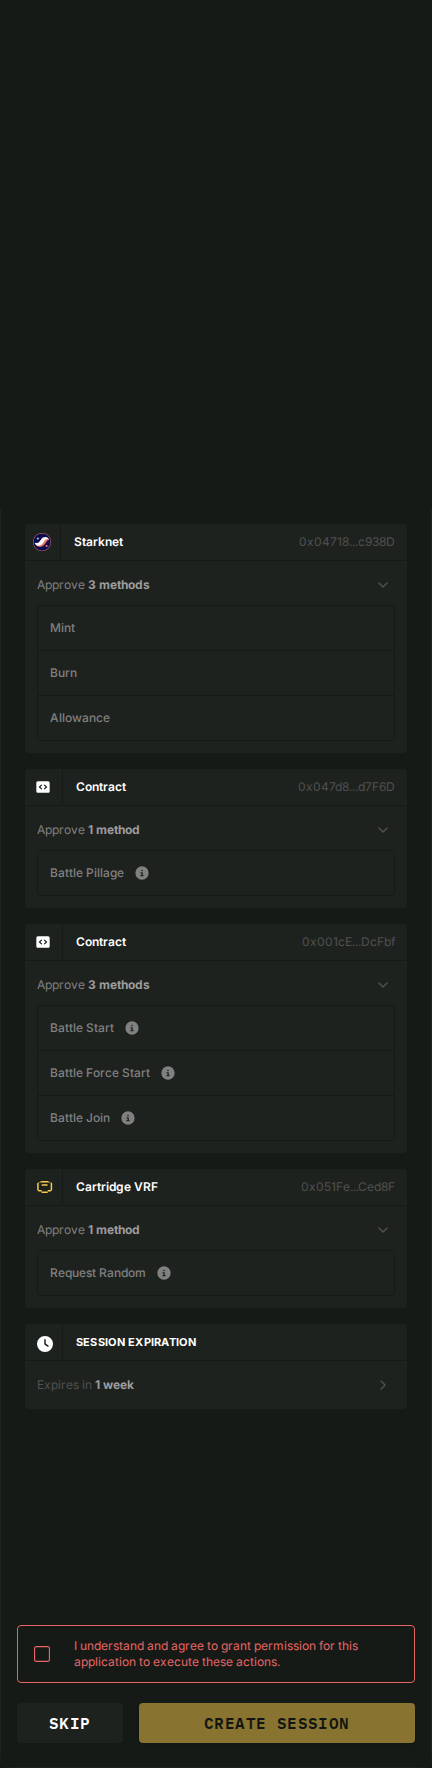 Starknet
0x04718...c938D
Approve 3 methods
Mint
Burn
Allowance
Contract
0x047d8...d7F6D
Approve 1 method
Battle Pillage
Contract
0x001cE...DcFbf
Approve 3 methods
Battle Start
Battle Force Start
Battle Join
Cartridge VRF
0x051Fe...Ced8F
Approve 1 method
Request Random
SESSION EXPIRATION
Expires in 1 week
I understand and agree to grant permission for this
application to execute these actions.
SKIP
CREATE SESSION